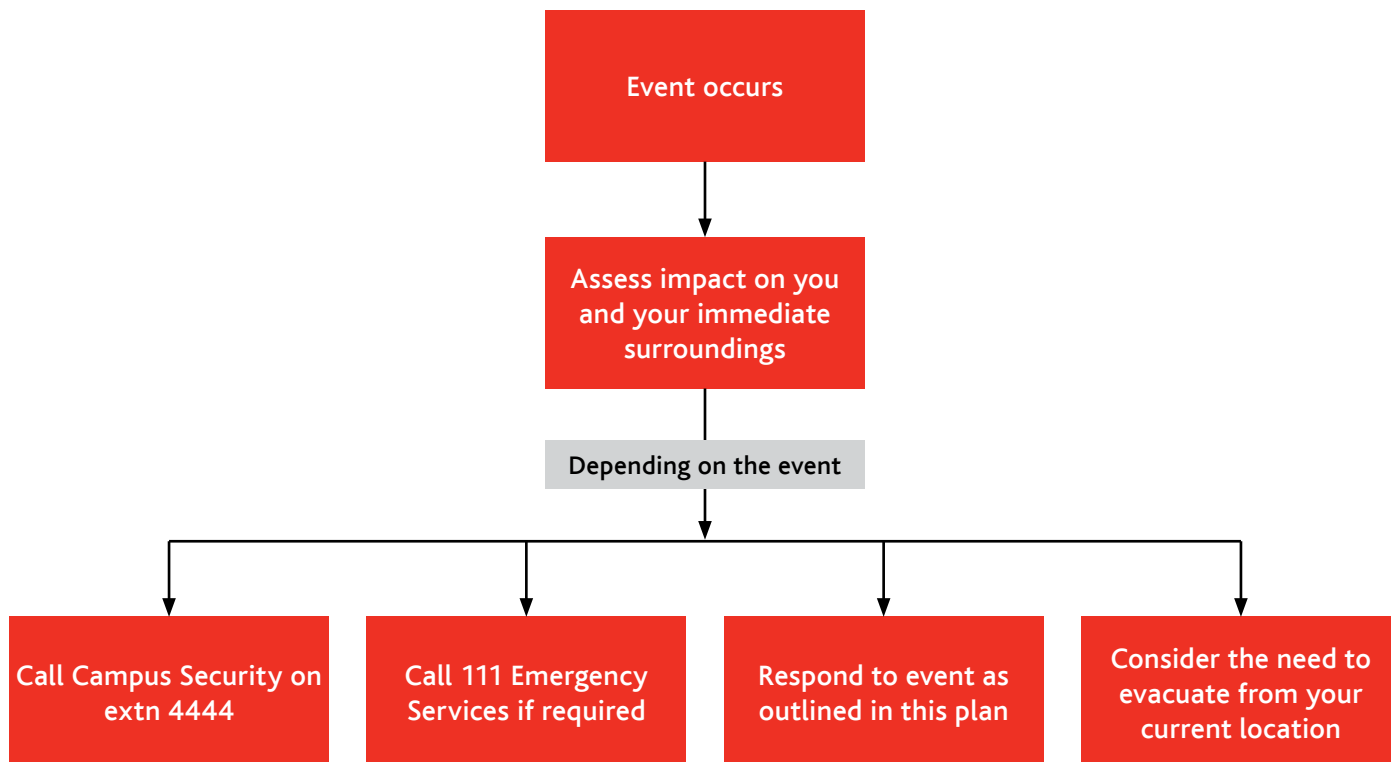 Event occurs
Assess impact on you
and your immediate
surroundings
Depending on the event
Call Campus Security on
extn 4444
Call 111 Emergency
Services if required
Respond to event as
outlined in this plan
Consider the need to
evacuate from your
current location